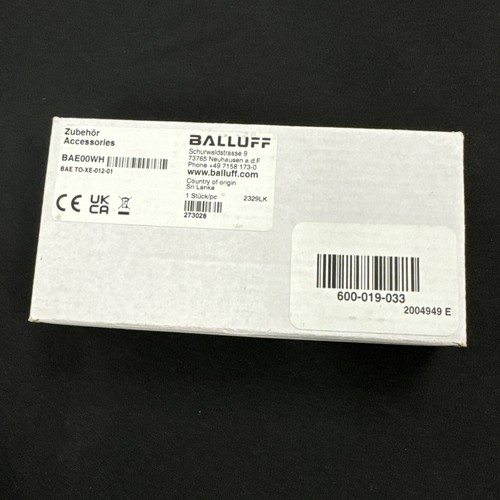 Zubehör
Accessories
BAE00WH
BAE TO-XE-012-01
CE UK CA
BALLUFF
Schurwaldstrasse 9
73765 Neuhausen a.d.F
Phone +49 7158 173-0
www.balluff.com
Country of origin
Sri Lanka
1 Stück/pc
2329LK
273028
600-019-033
2004949 E